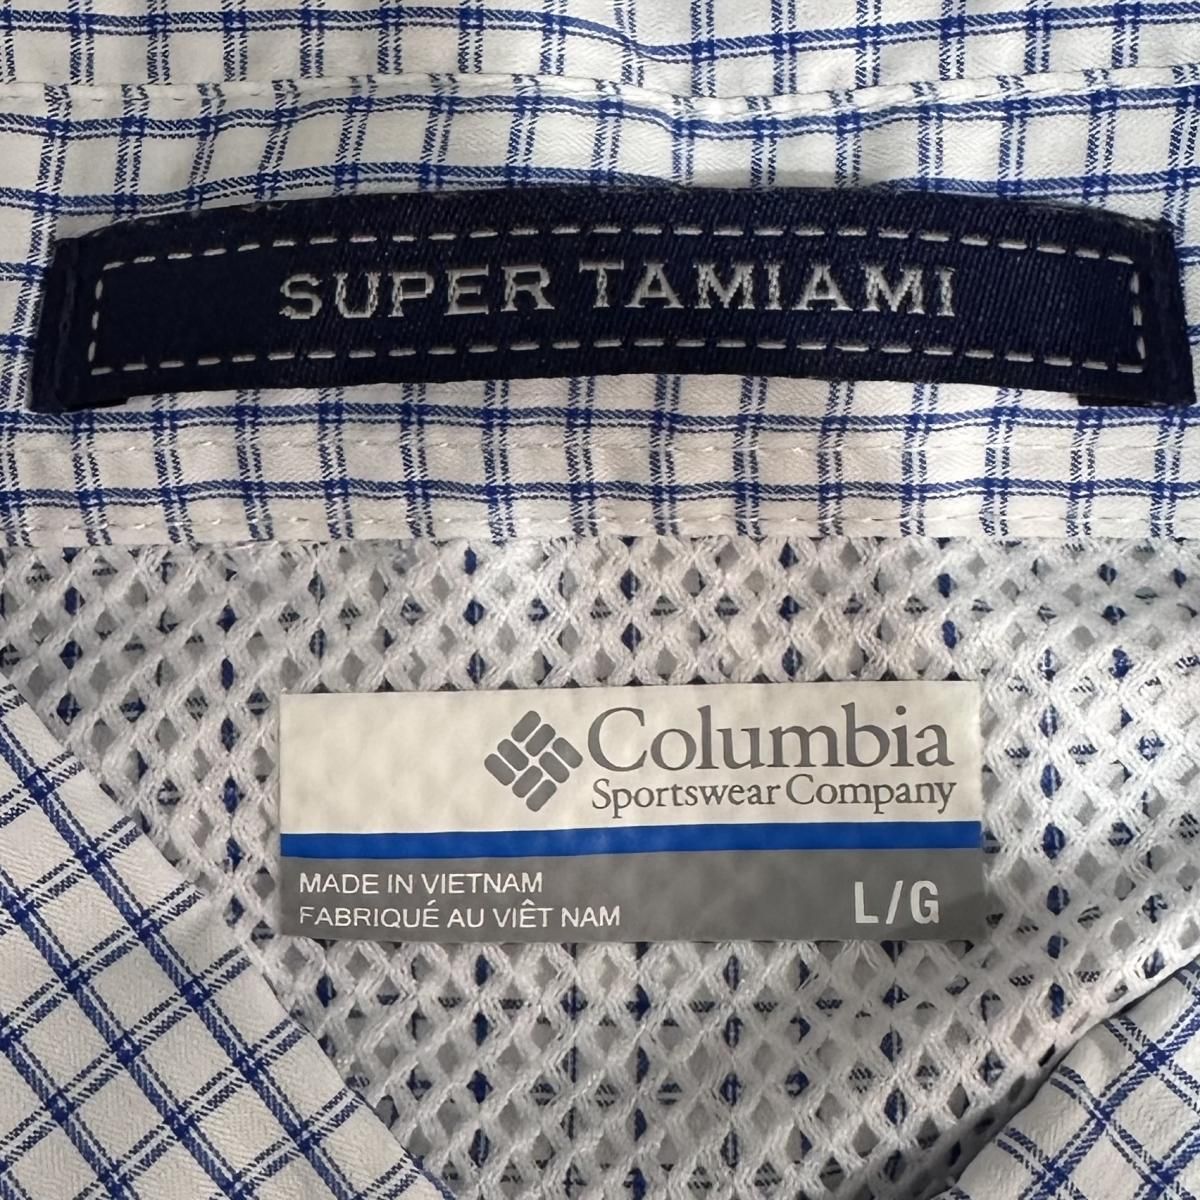 SUPER TAMIAMI
Columbia
Sportswear Company
MADE IN VIETNAM
FABRIQUÉ AU VIÊT NAM
L/G